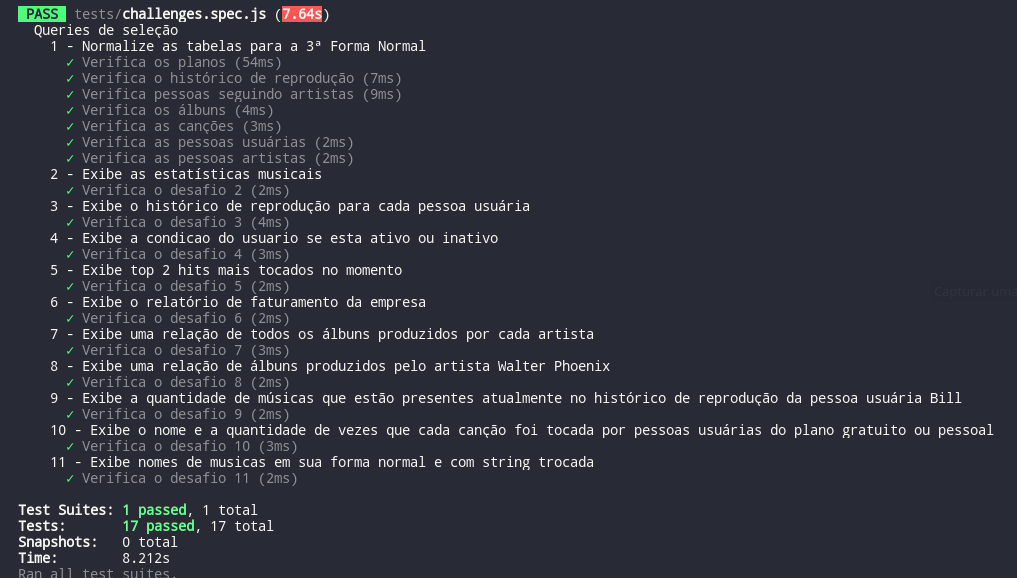 PASS tests/challenges.spec.js (7.64s)
Queries de seleção
1 - Normalize as tabelas para a 3ª Forma Normal
✓ Verifica os planos (54ms)
✓ Verifica o histórico de reprodução (7ms)
✓ Verifica pessoas seguindo artistas (9ms)
✓ Verifica os álbuns (4ms)
✓ Verifica as canções (3ms)
✓ Verifica as pessoas usuárias (2ms)
✓ Verifica as pessoas artistas (2ms)
2 - Exibe as estatísticas musicais
✓ Verifica o desafio 2 (2ms)
3 - Exibe o histórico de reprodução para cada pessoa usuária
✓ Verifica o desafio 3 (4ms)
4 - Exibe a condicao do usuario se esta ativo ou inativo
✓ Verifica o desafio 4 (3ms)
5 - Exibe top 2 hits mais tocados no momento
✓ Verifica o desafio 5 (2ms)
6 - Exibe o relatório de faturamento da empresa
✓ Verifica o desafio 6 (2ms)
7 - Exibe uma relação de todos os álbuns produzidos por cada artista
✓ Verifica o desafio 7 (3ms)
8 - Exibe uma relação de álbuns produzidos pelo artista Walter Phoenix
✓ Verifica o desafio 8 (2ms)
9 - Exibe a quantidade de músicas que estão presentes atualmente no histórico de reprodução da pessoa usuária Bill
✓ Verifica o desafio 9 (2ms)
10 - Exibe o nome e a quantidade de vezes que cada canção foi tocada por pessoas usuárias do plano gratuito ou pessoal
✓ Verifica o desafio 10 (3ms)
11 - Exibe nomes de musicas em sua forma normal e com string trocada
✓ Verifica o desafio 11 (2ms)
Test Suites: 1 passed, 1 total
Tests: 17 passed, 17 total
Snapshots: 0 total
Time: 8.212s
Ran all test suites.
Capturar uma